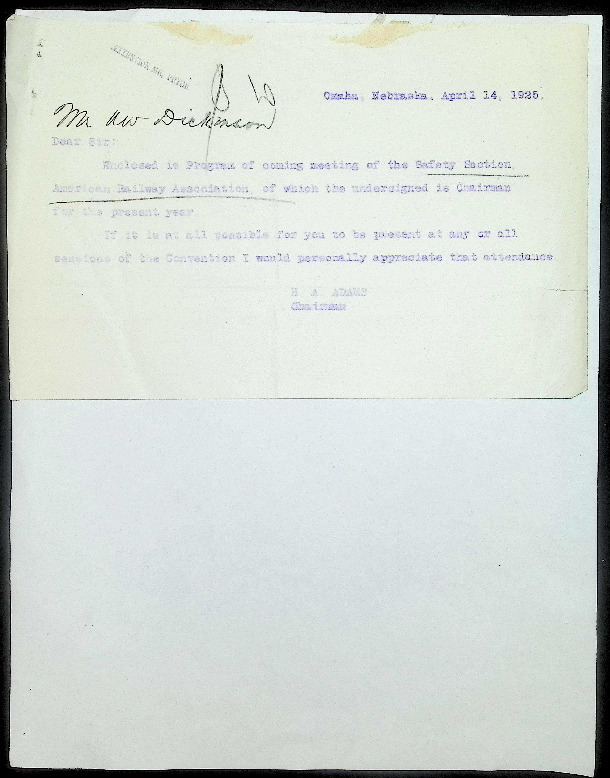 Omaha, Nebraska, April 14, 1925.
Mr AW Dickenson
Dear Sir:
Enclosed is Program of coming meeting of the Safety Section,
American Railway Association, of which the undersigned is Chairman
for the present year
If it is at all possible for you to be present at any or all
sessions of the Convention I would personally appreciate that attendance
H A ADAMS
Chairman